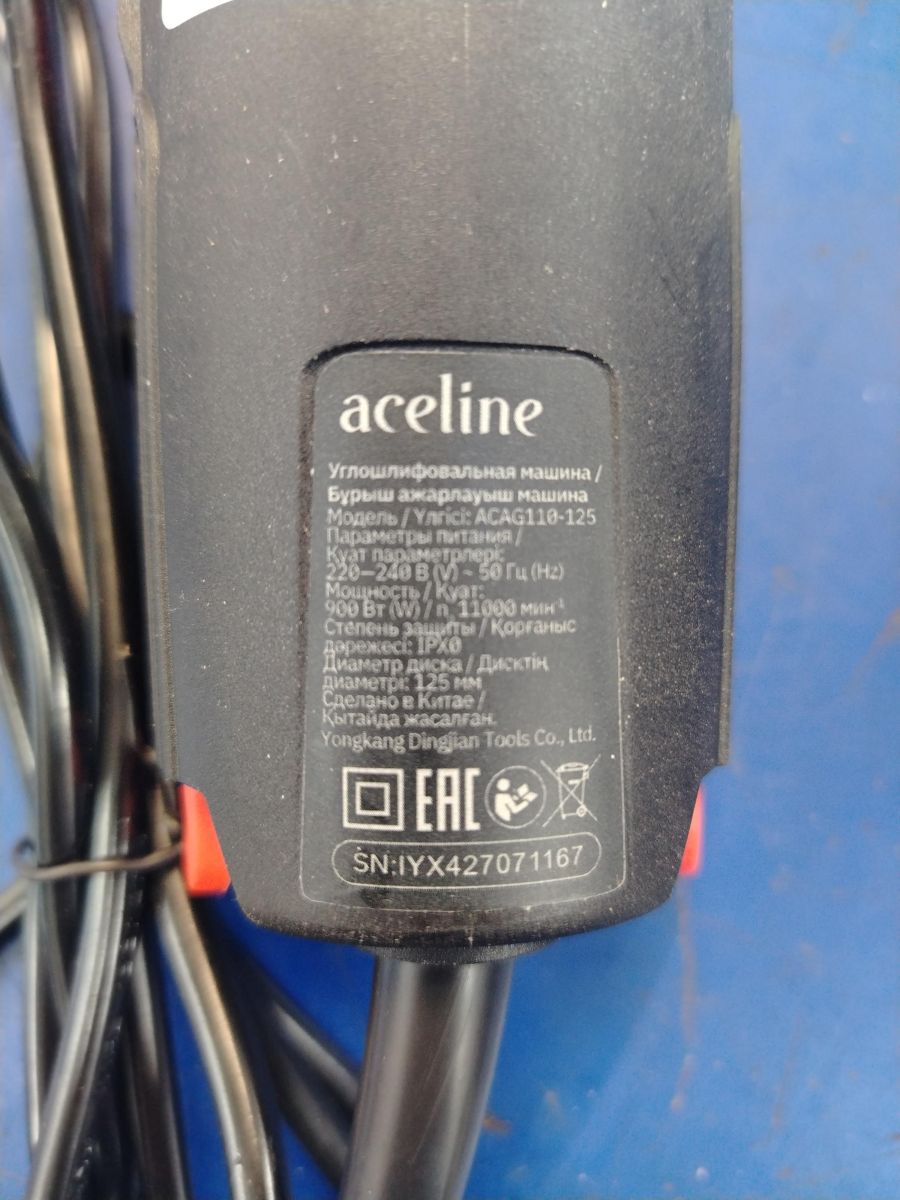 aceline
Углошлифовальная машина /
Бұрыш ажарлауыш машина
Модель / Үлгісі: ACAG110-125
Параметры питания /
Қуат параметрлері:
220—240 В (V) ~ 50 Гц (Hz)
Мощность / Қуат:
900 Вт (W) / n 11000 мин⁻¹
Степень защиты / Қорғаныс
дәрежесі: IPX0
Диаметр диска / Дисктің
диаметрі: 125 мм
Сделано в Китае /
Қытайда жасалған.
Yongkang Dingjian Tools Co., Ltd.
EAC
SN:IYX427071167